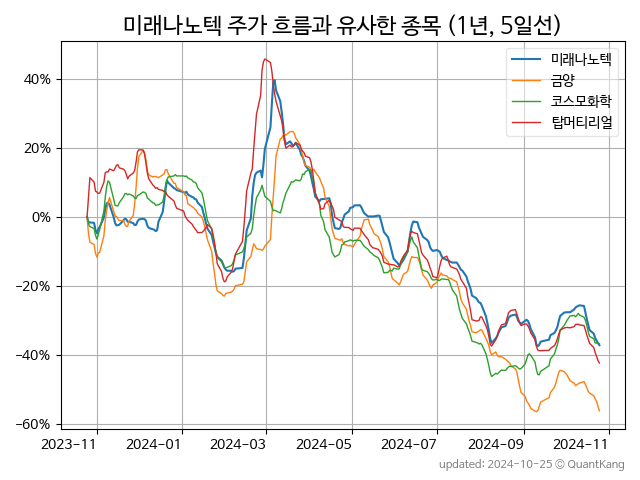 미래나노텍 주가 흐름과 유사한 종목 (1년, 5일선)
미래나노텍
금양
코스모화학
탑머티리얼
40%
20%
0%
−20%
−40%
−60%
2023-11 2024-01 2024-03 2024-05 2024-07 2024-09 2024-11
updated: 2024-10-25 © QuantKang